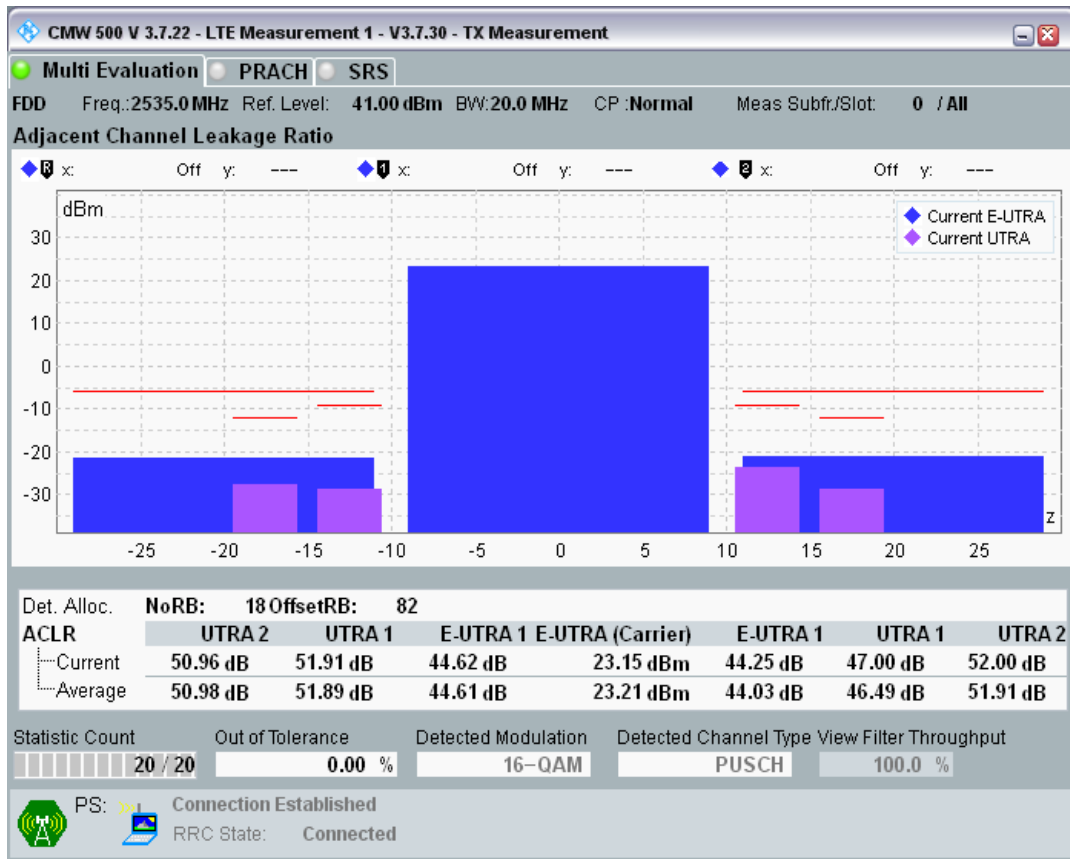 CMW 500 V 3.7.22 - LTE Measurement 1 - V3.7.30 - TX Measurement
Multi Evaluation PRACH SRS
FDD Freq.:2535.0 MHz Ref. Level: 41.00 dBm BW:20.0 MHz CP :Normal Meas Subfr./Slot: 0 / All
Adjacent Channel Leakage Ratio
R x: Off y: --- 1 x: Off y: --- 2 x: Off y: ---
dBm
Current E-UTRA
Current UTRA
30
20
10
0
-10
-20
-30
z
-25 -20 -15 -10 -5 0 5 10 15 20 25
Det. Alloc. NoRB: 18 OffsetRB: 82
ACLR UTRA 2 UTRA 1 E-UTRA 1 E-UTRA (Carrier) E-UTRA 1 UTRA 1 UTRA 2
Current 50.96 dB 51.91 dB 44.62 dB 23.15 dBm 44.25 dB 47.00 dB 52.00 dB
Average 50.98 dB 51.89 dB 44.61 dB 23.21 dBm 44.03 dB 46.49 dB 51.91 dB
Statistic Count Out of Tolerance Detected Modulation Detected Channel Type View Filter Throughput
20 / 20 0.00 % 16-QAM PUSCH 100.0 %
PS: Connection Established
RRC State: Connected